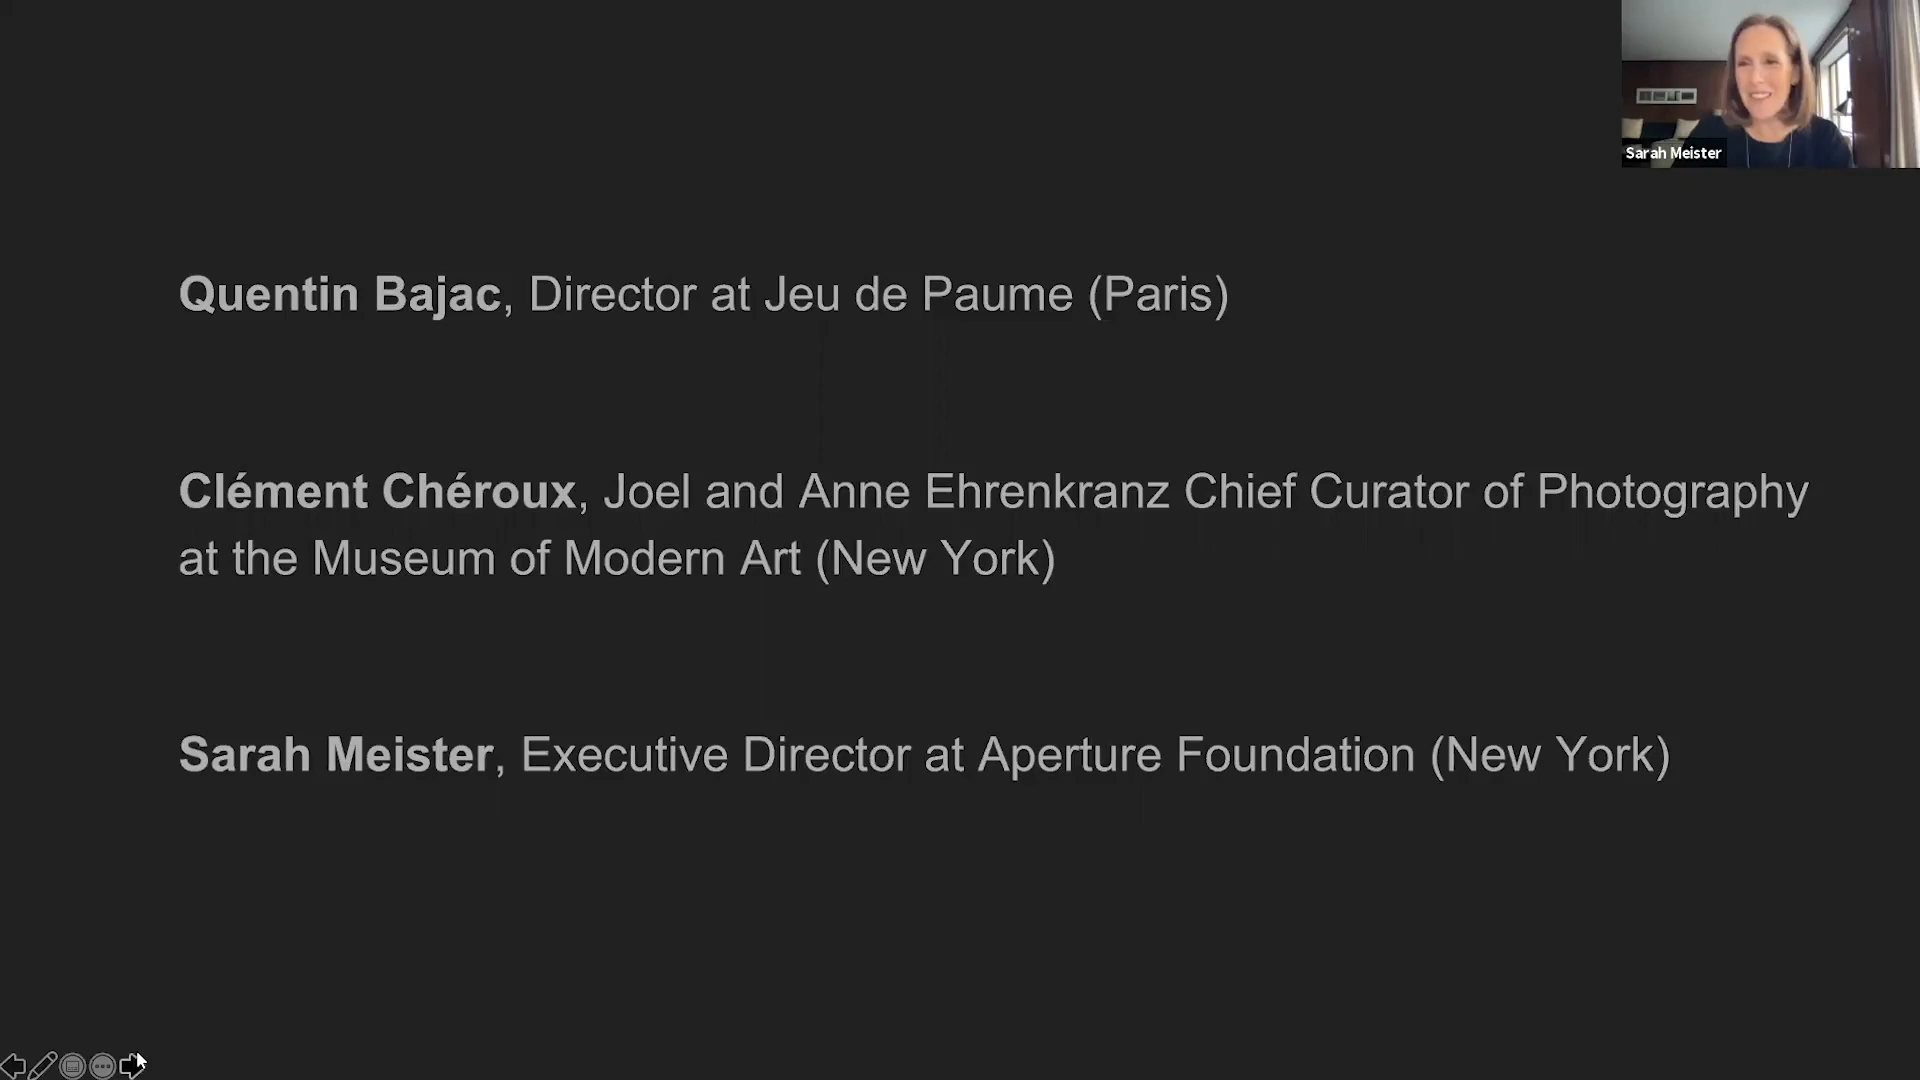 Sarah Meister
Quentin Bajac, Director at Jeu de Paume (Paris)
Clément Chéroux, Joel and Anne Ehrenkranz Chief Curator of Photography
at the Museum of Modern Art (New York)
Sarah Meister, Executive Director at Aperture Foundation (New York)